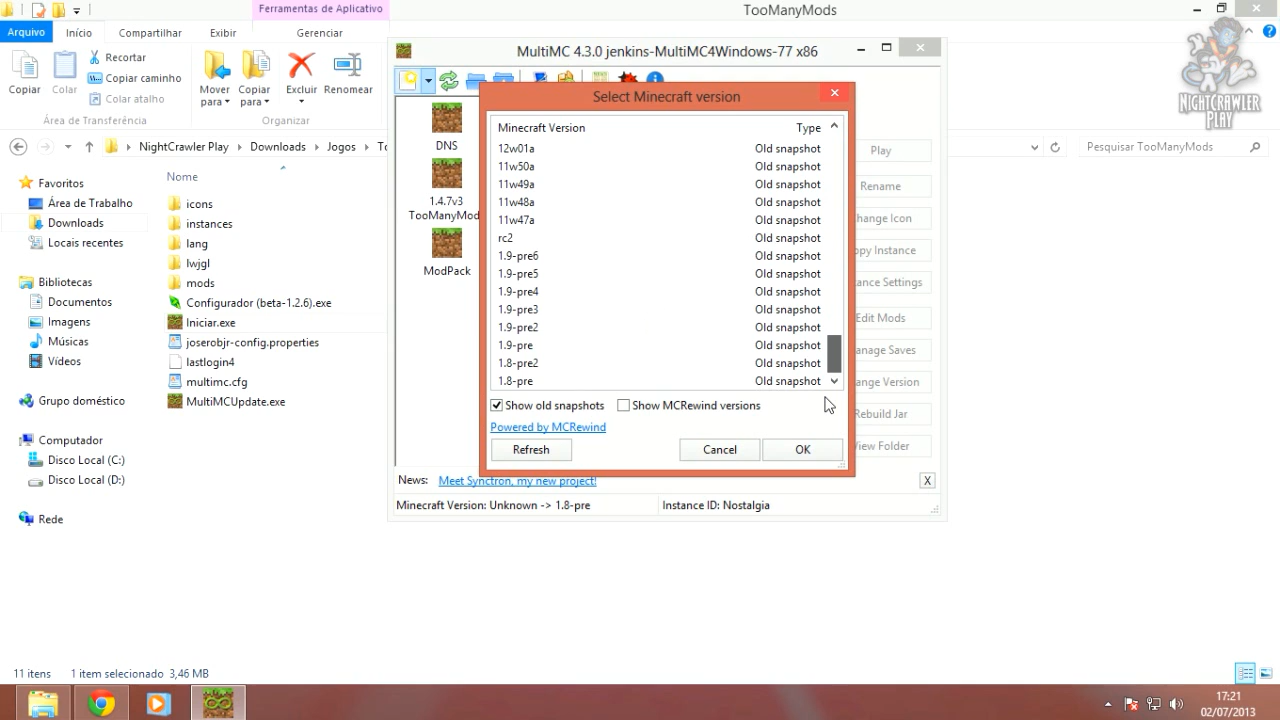 Ferramentas de Aplicativo
TooManyMods
Arquivo
Início
Compartilhar
Exibir
Gerenciar
Copiar
Colar
Recortar
Copiar caminho
Colar atalho
Mover para
Copiar para
Excluir
Renomear
Área de Transferência
Organizar
NIGHTCRAWLER
PLAY
NightCrawler Play
Downloads
Jogos
Pesquisar TooManyMods
Favoritos
Área de Trabalho
Downloads
Locais recentes
Bibliotecas
Documentos
Imagens
Músicas
Vídeos
Grupo doméstico
Computador
Disco Local (C:)
Disco Local (D:)
Rede
Nome
icons
instances
lang
lwjgl
mods
Configurador (beta-1.2.6).exe
Iniciar.exe
joserobjr-config.properties
lastlogin4
multimc.cfg
MultiMCUpdate.exe
MultiMC 4.3.0 jenkins-MultiMC4Windows-77 x86
DNS
1.4.7v3
TooManyMod
ModPack
Play
Rename
hange Icon
opy Instance
ance Settings
Edit Mods
anage Saves
ange Version
Rebuild Jar
iew Folder
Select Minecraft version
Minecraft Version Type
12w01a Old snapshot
11w50a Old snapshot
11w49a Old snapshot
11w48a Old snapshot
11w47a Old snapshot
rc2 Old snapshot
1.9-pre6 Old snapshot
1.9-pre5 Old snapshot
1.9-pre4 Old snapshot
1.9-pre3 Old snapshot
1.9-pre2 Old snapshot
1.9-pre Old snapshot
1.8-pre2 Old snapshot
1.8-pre Old snapshot
Show old snapshots Show MCRewind versions
Powered by MCRewind
Refresh Cancel OK
News: Meet Synctron, my new project! X
Minecraft Version: Unknown -> 1.8-pre Instance ID: Nostalgia
11 itens 1 item selecionado 3,46 MB
17:21
02/07/2013